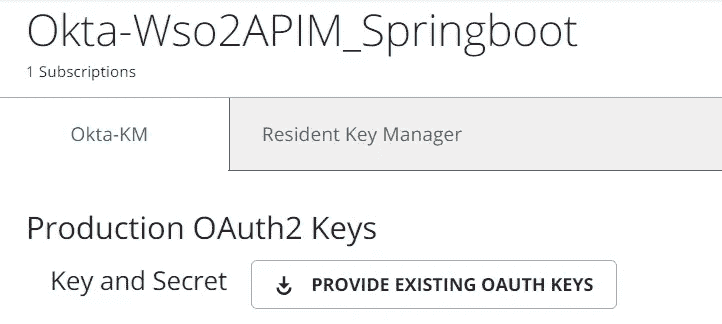 Okta-Wso2APIM_Springboot
1 Subscriptions
Okta-KM Resident Key Manager
Production OAuth2 Keys
Key and Secret PROVIDE EXISTING OAUTH KEYS